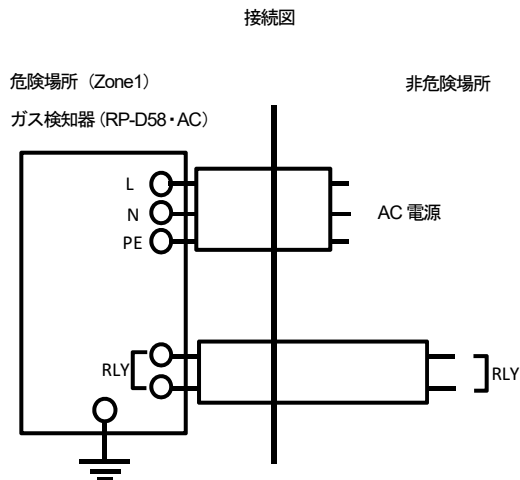 接続図
危険場所（Zone1）
非危険場所
ガス検知器（RP-D58・AC）
L
N
AC 電源
PE
RLY
RLY